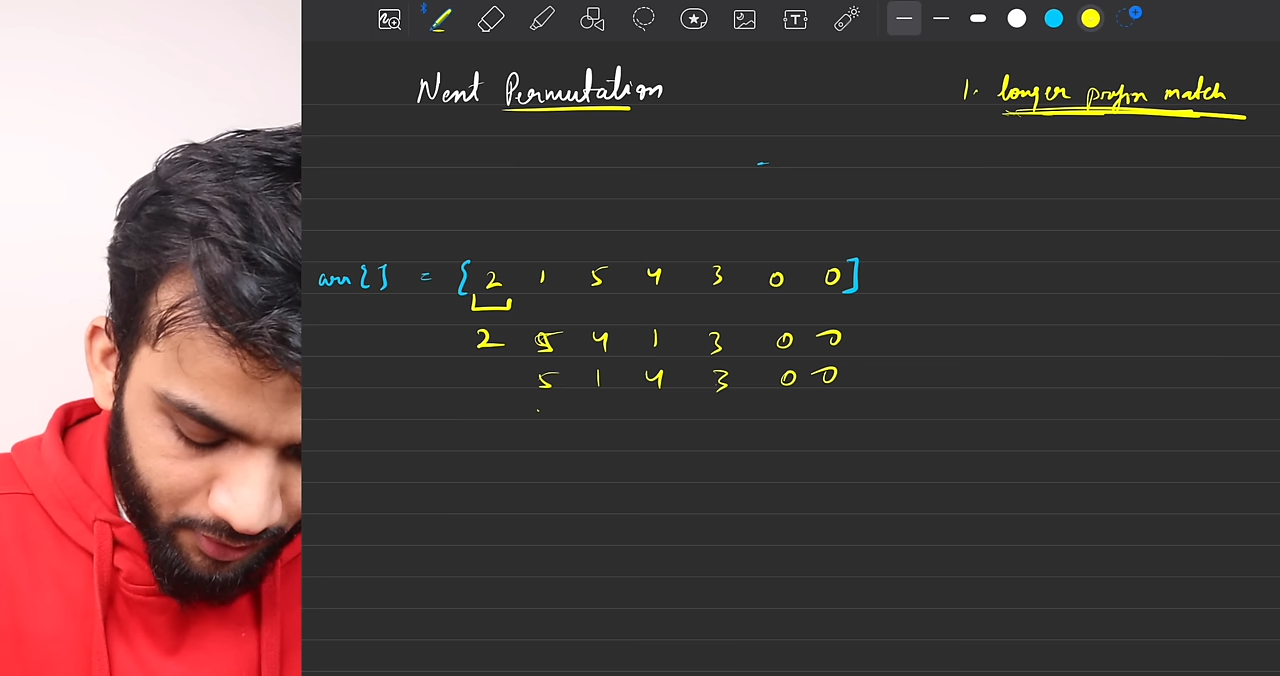 Next Permutation
1. longer prefix match
arr[] = {2 1 5 4 3 0 0]
2 5 4 1 3 0 0
5 1 4 3 0 0